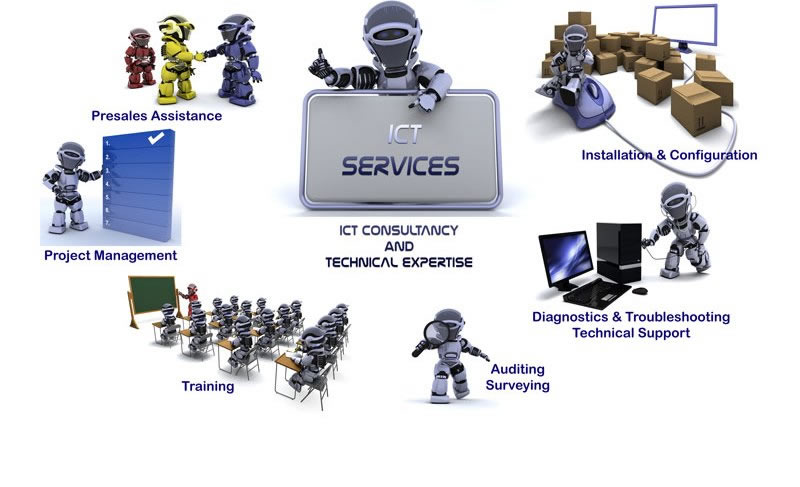 Presales Assistance
ICT
SERVICES
ICT CONSULTANCY
AND
TECHNICAL EXPERTISE
Installation & Configuration
1.
2.
3.
4.
5.
6.
7.
Project Management
Diagnostics & Troubleshooting
Technical Support
Training
Auditing
Surveying